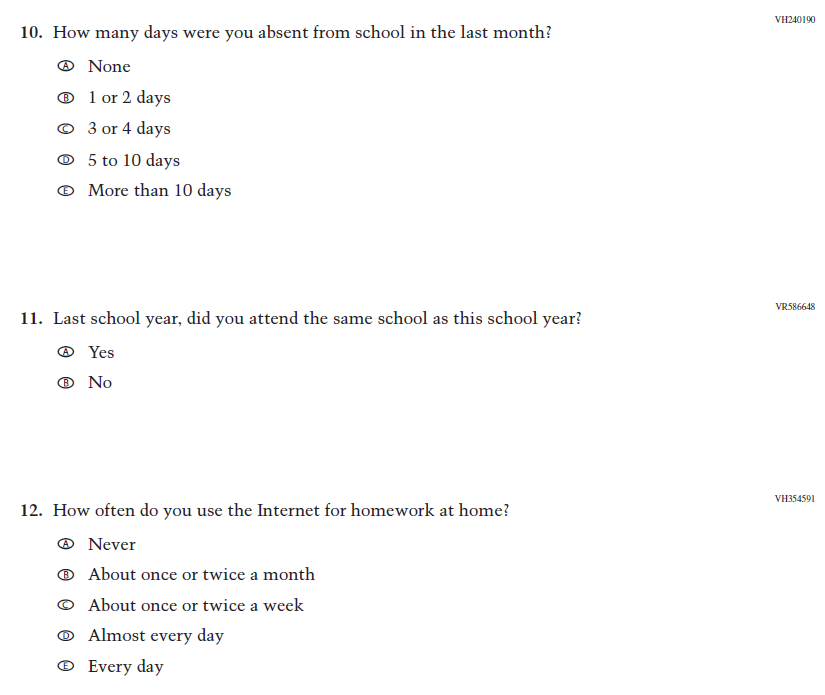 VH240190
10. How many days were you absent from school in the last month?
Ⓐ None
Ⓑ 1 or 2 days
Ⓒ 3 or 4 days
Ⓓ 5 to 10 days
Ⓔ More than 10 days
VR586648
11. Last school year, did you attend the same school as this school year?
Ⓐ Yes
Ⓑ No
VH354591
12. How often do you use the Internet for homework at home?
Ⓐ Never
Ⓑ About once or twice a month
Ⓒ About once or twice a week
Ⓓ Almost every day
Ⓔ Every day